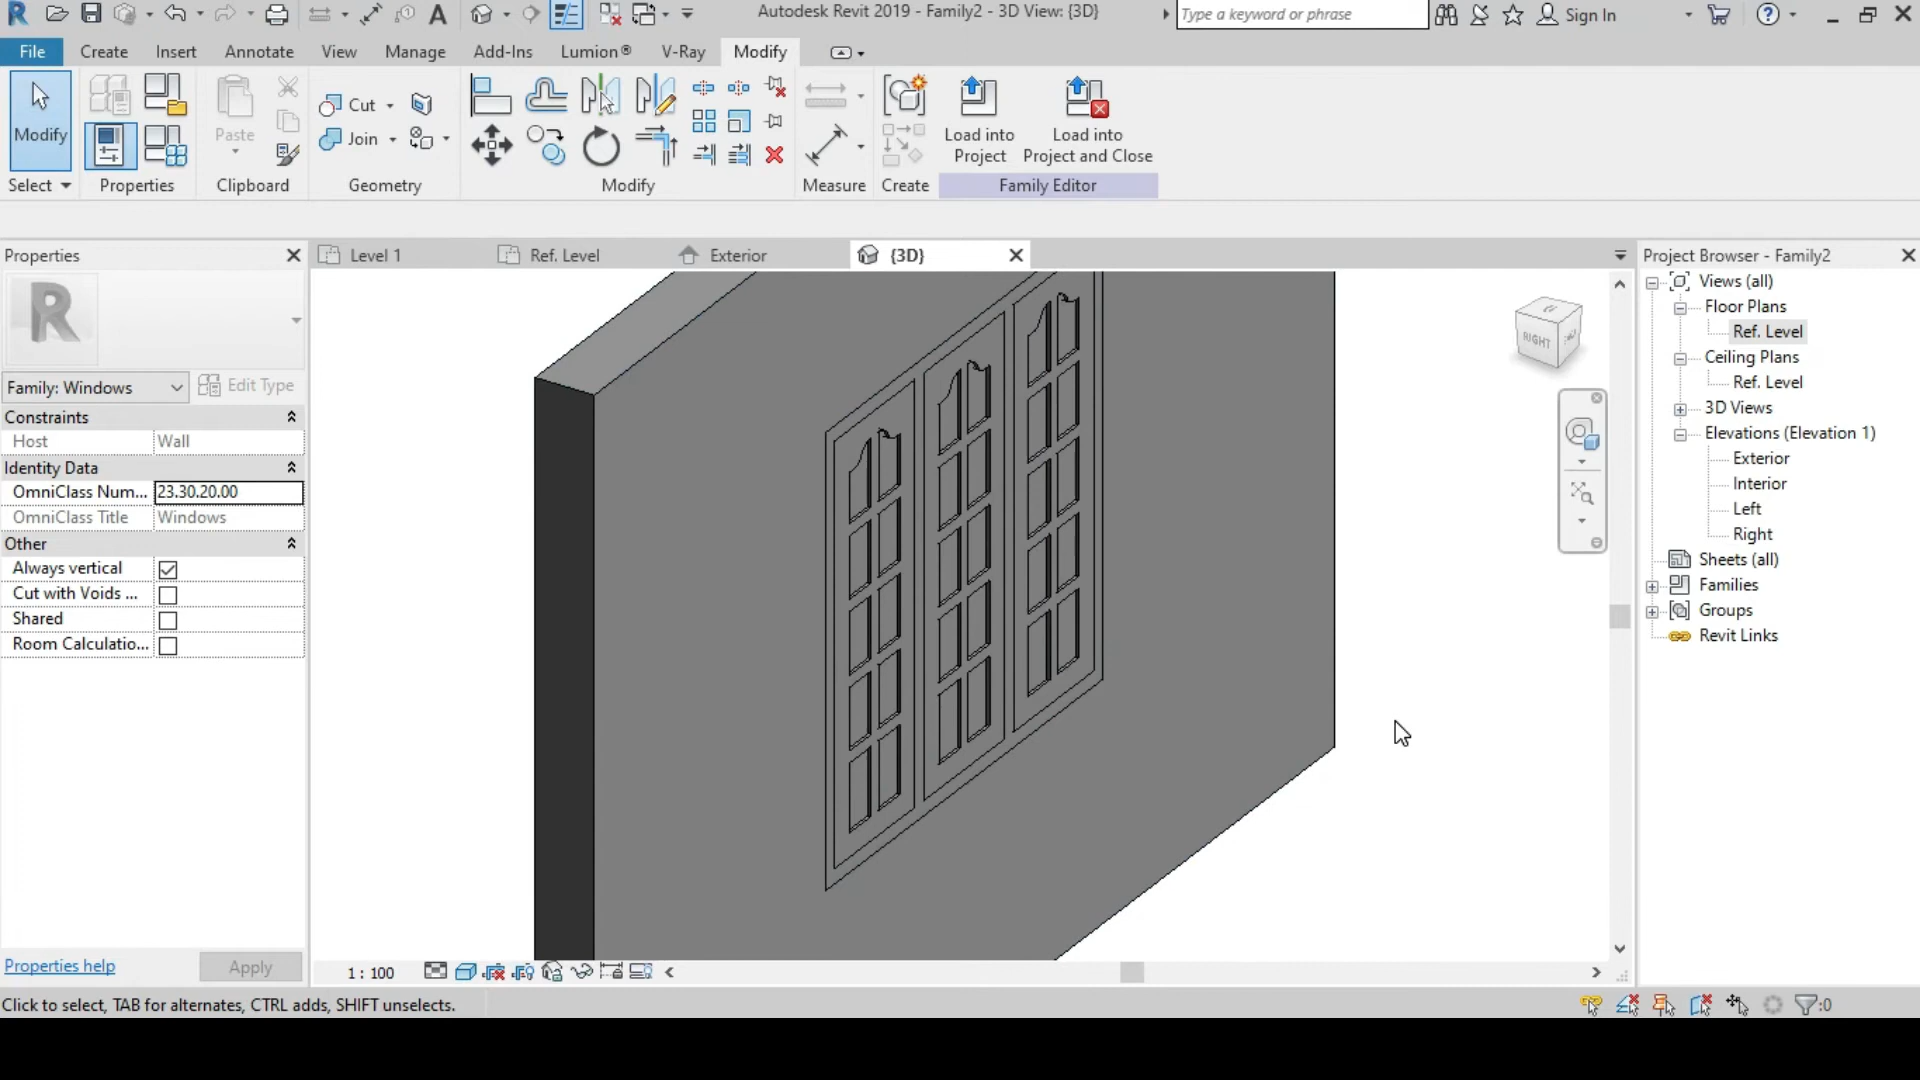 Autodesk Revit 2019 - Family2 - 3D View: {3D}
Type a keyword or phrase
Sign In
File
Create
Insert
Annotate
View
Manage
Add-Ins
Lumion®
V-Ray
Modify
Modify
Paste
Cut
Join
Load into
Project
Load into
Project and Close
Select
Properties
Clipboard
Geometry
Modify
Measure
Create
Family Editor
Properties
Level 1
Ref. Level
Exterior
{3D}
Project Browser - Family2
R
Family: Windows
Edit Type
Constraints
Host
Wall
Identity Data
OmniClass Num...
23.30.20.00
OmniClass Title
Windows
Other
Always vertical
Cut with Voids ...
Shared
Room Calculatio...
Properties help
Apply
RIGHT
Views (all)
Floor Plans
Ref. Level
Ceiling Plans
Ref. Level
3D Views
Elevations (Elevation 1)
Exterior
Interior
Left
Right
Sheets (all)
Families
Groups
Revit Links
1 : 100
Click to select, TAB for alternates, CTRL adds, SHIFT unselects.
:0